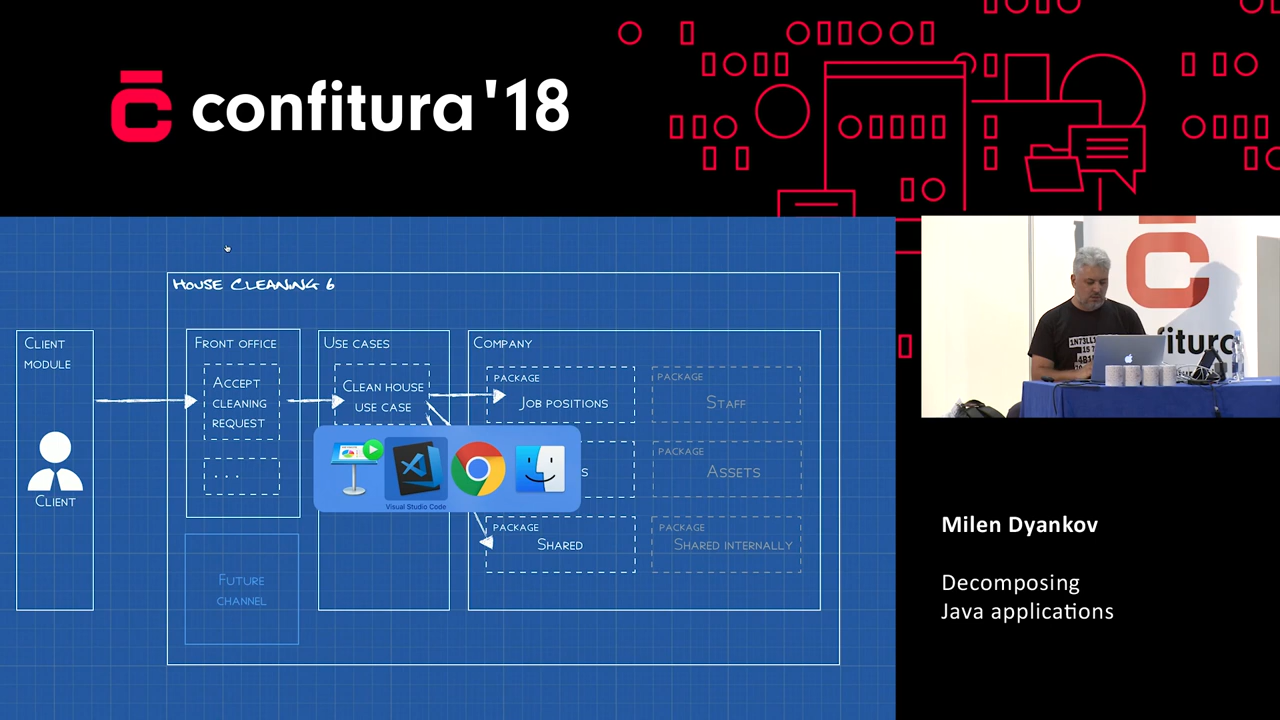 confitura '18
HOUSE CLEANING 6
CLIENT
MODULE
CLIENT
FRONT OFFICE
ACCEPT
CLEANING
REQUEST
...
FUTURE
CHANNEL
USE CASES
CLEAN HOUSE
USE CASE
COMPANY
PACKAGE
JOB POSITIONS
PACKAGE
STAFF
S
PACKAGE
ASSETS
PACKAGE
SHARED
PACKAGE
SHARED INTERNALLY
Visual Studio Code
Milen Dyankov
Decomposing
Java applications